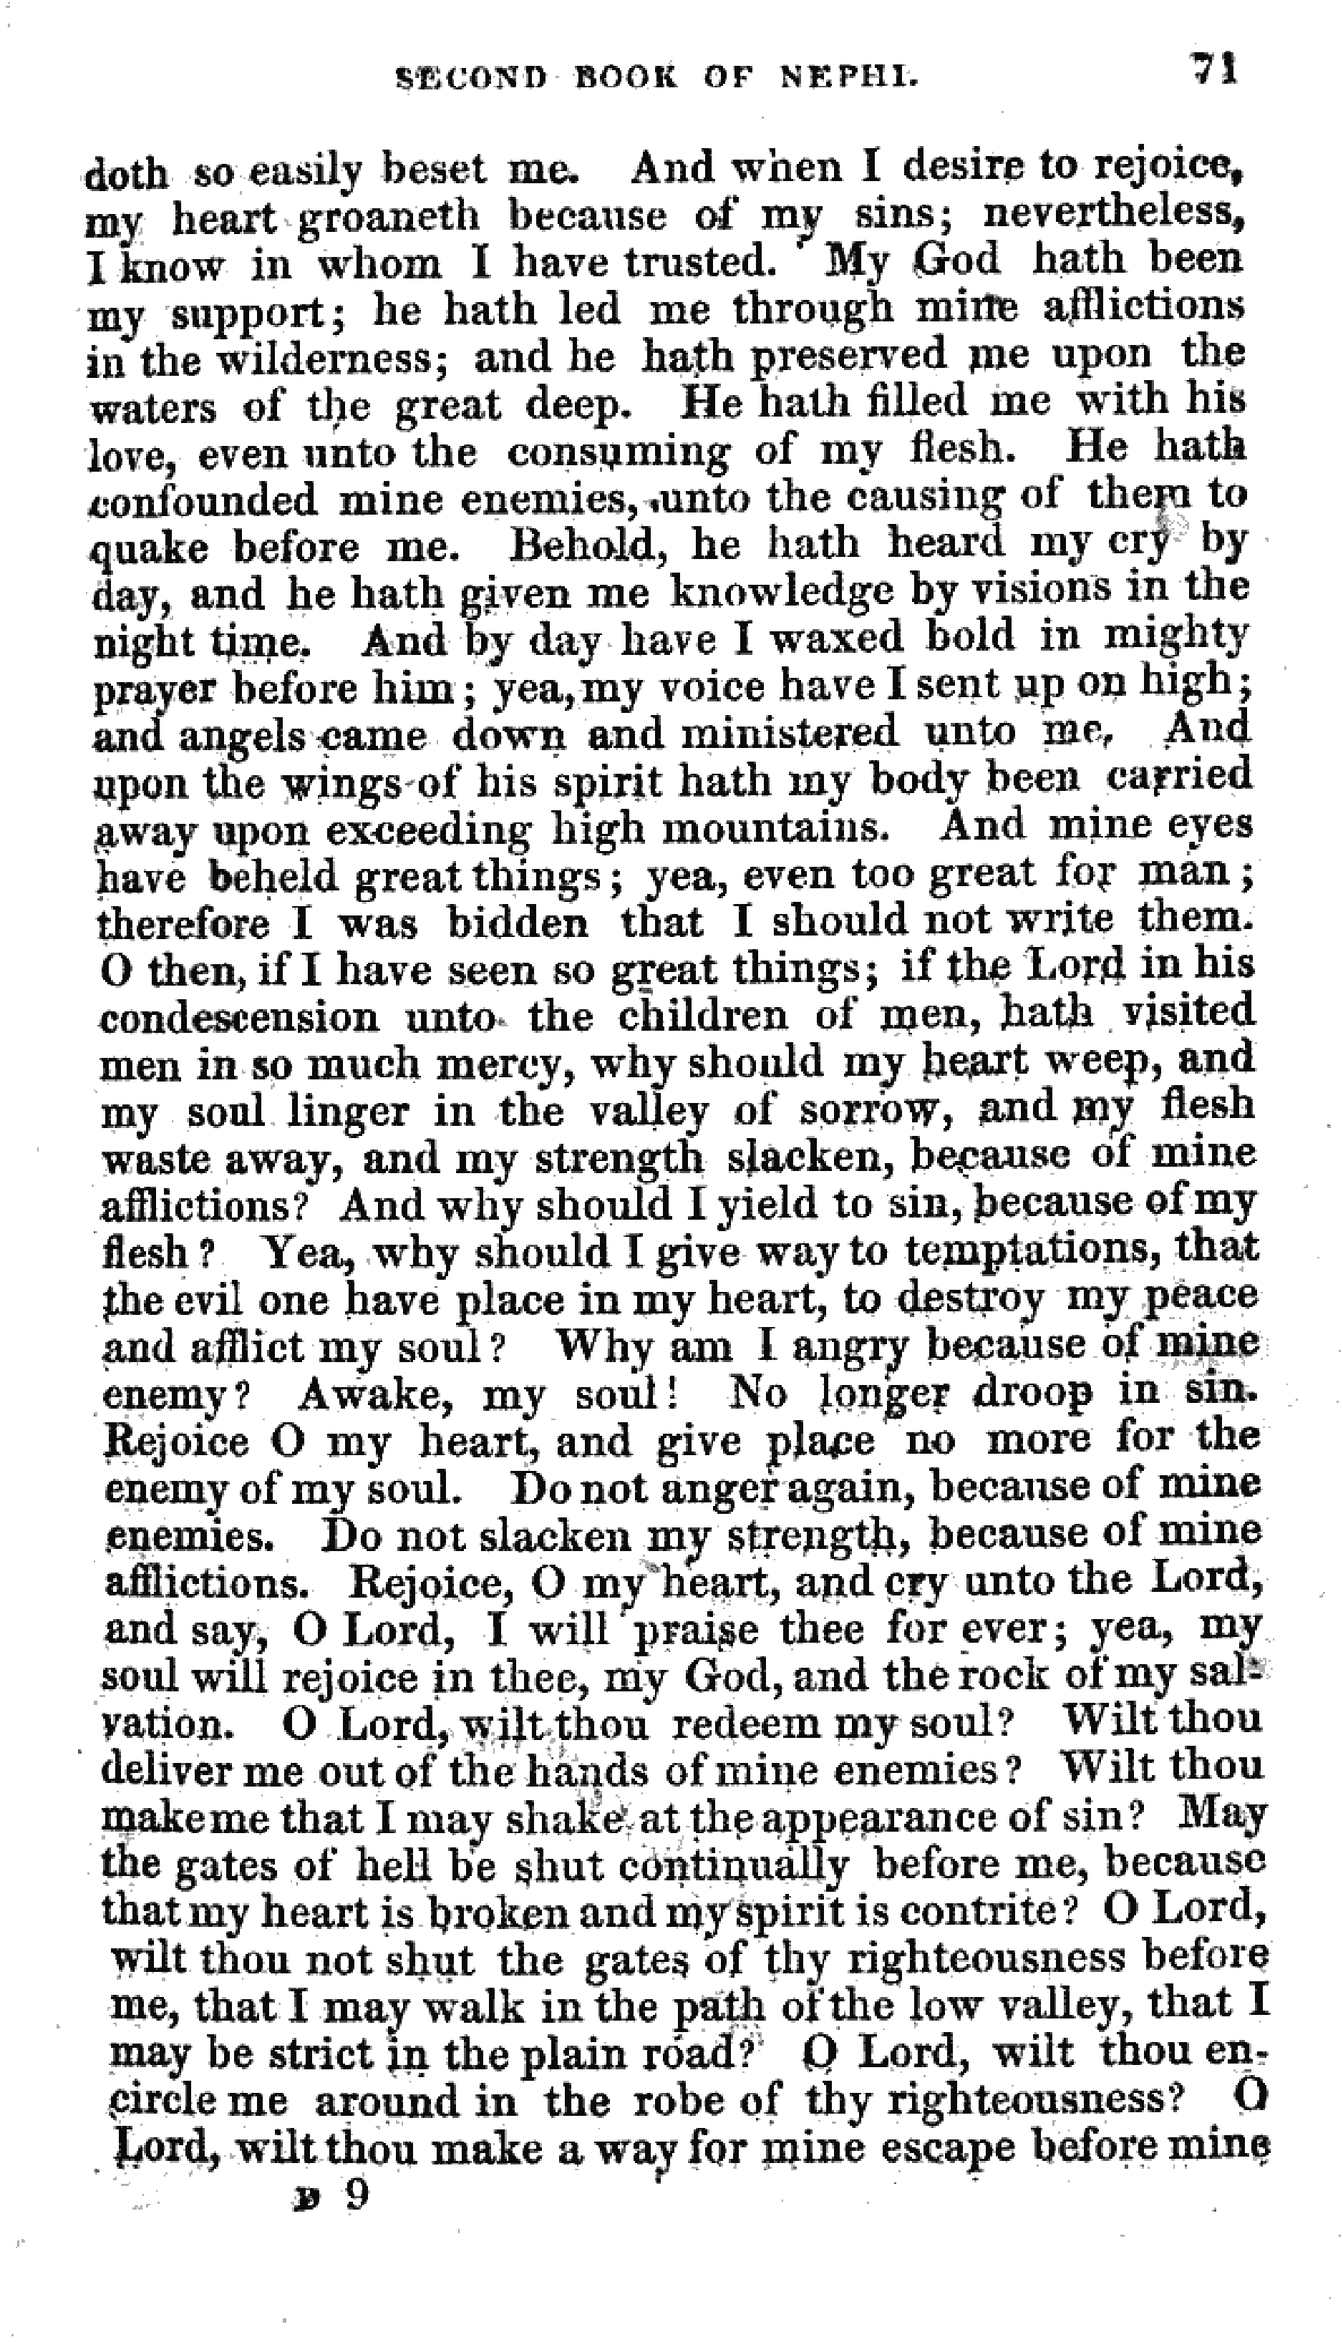 SECOND BOOK OF NEPHI. 71
doth so easily beset me. And when I desire to rejoice,
my heart groaneth because of my sins; nevertheless,
I know in whom I have trusted. My God hath been
my support; he hath led me through mine afflictions
in the wilderness; and he hath preserved me upon the
waters of the great deep. He hath filled me with his
love, even unto the consuming of my flesh. He hath
confounded mine enemies, unto the causing of them to
quake before me. Behold, he hath heard my cry by
day, and he hath given me knowledge by visions in the
night time. And by day have I waxed bold in mighty
prayer before him; yea, my voice have I sent up on high;
and angels came down and ministered unto me. And
upon the wings of his spirit hath my body been carried
away upon exceeding high mountains. And mine eyes
have beheld great things; yea, even too great for man;
therefore I was bidden that I should not write them.
O then, if I have seen so great things; if the Lord in his
condescension unto the children of men, hath visited
men in so much mercy, why should my heart weep, and
my soul linger in the valley of sorrow, and my flesh
waste away, and my strength slacken, because of mine
afflictions? And why should I yield to sin, because of my
flesh? Yea, why should I give way to temptations, that
the evil one have place in my heart, to destroy my peace
and afflict my soul? Why am I angry because of mine
enemy? Awake, my soul! No longer droop in sin.
Rejoice O my heart, and give place no more for the
enemy of my soul. Do not anger again, because of mine
enemies. Do not slacken my strength, because of mine
afflictions. Rejoice, O my heart, and cry unto the Lord,
and say, O Lord, I will praise thee for ever; yea, my
soul will rejoice in thee, my God, and the rock of my sal-
vation. O Lord, wilt thou redeem my soul? Wilt thou
deliver me out of the hands of mine enemies? Wilt thou
make me that I may shake at the appearance of sin? May
the gates of hell be shut continually before me, because
that my heart is broken and my spirit is contrite? O Lord,
wilt thou not shut the gates of thy righteousness before
me, that I may walk in the path of the low valley, that I
may be strict in the plain road? O Lord, wilt thou en-
circle me around in the robe of thy righteousness? O
Lord, wilt thou make a way for mine escape before mine
D 9